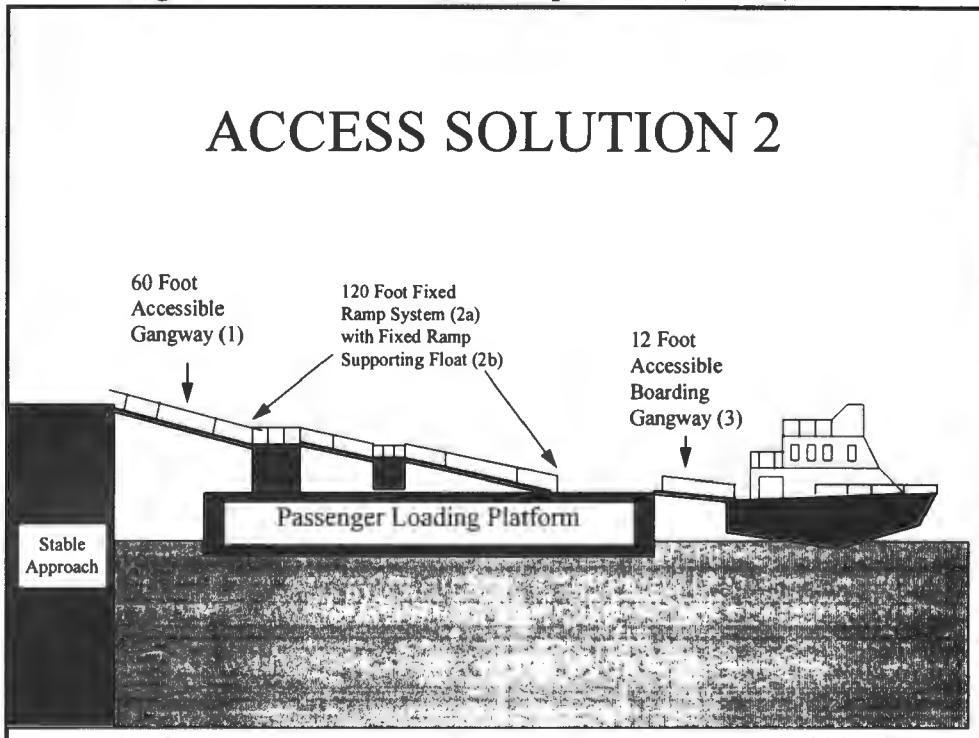 ACCESS SOLUTION 2
60 Foot
Accessible
Gangway (1)
120 Foot Fixed
Ramp System (2a)
with Fixed Ramp
Supporting Float (2b)
12 Foot
Accessible
Boarding
Gangway (3)
Passenger Loading Platform
Stable
Approach